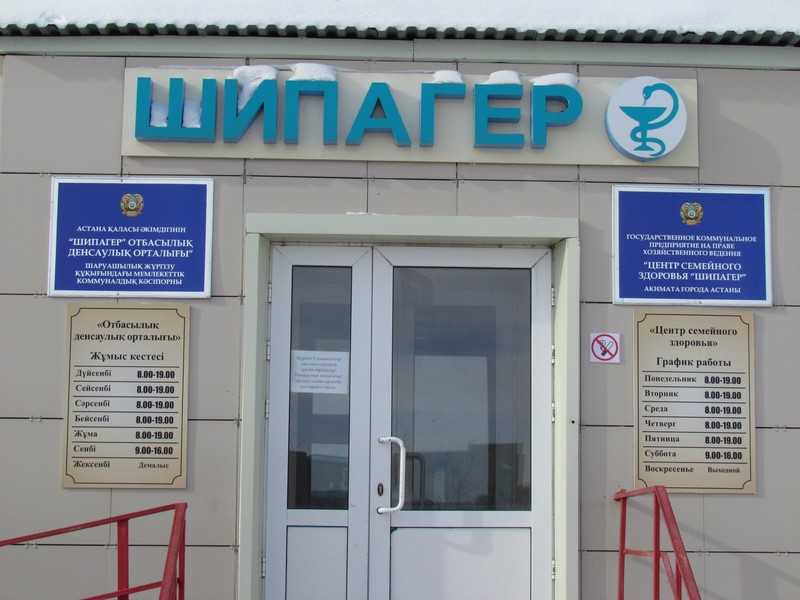 ШИПАГЕР
АСТАНА ҚАЛАСЫ ӘКІМДІГІНІҢ
"ШИПАГЕР" ОТБАСЫЛЫҚ
ДЕНСАУЛЫҚ ОРТАЛЫҒЫ"
ШАРУАШЫЛЫҚ ЖҮРГІЗУ
ҚҰҚЫҒЫНДАҒЫ МЕМЛЕКЕТТІК
КОММУНАЛДЫҚ КӘСІПОРНЫ
ГОСУДАРСТВЕННОЕ КОММУНАЛЬНОЕ
ПРЕДПРИЯТИЕ НА ПРАВЕ
ХОЗЯЙСТВЕННОГО ВЕДЕНИЯ
"ЦЕНТР СЕМЕЙНОГО
ЗДОРОВЬЯ "ШИПАГЕР"
АКИМАТА ГОРОДА АСТАНЫ
«Отбасылық
денсаулық орталығы»
Жұмыс кестесі
Дүйсенбі 8.00-19.00
Сейсенбі 8.00-19.00
Сәрсенбі 8.00-19.00
Бейсенбі 8.00-19.00
Жұма 8.00-19.00
Сенбі 9.00-16.00
Жексенбі Демалыс
«Центр семейного
здоровья»
График работы
Понедельник 8.00-19.00
Вторник 8.00-19.00
Среда 8.00-19.00
Четверг 8.00-19.00
Пятница 8.00-19.00
Суббота 9.00-16.00
Воскресенье Выходной